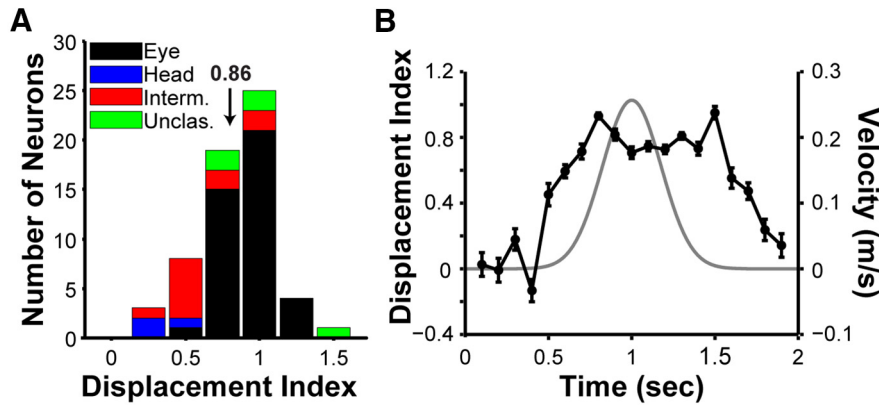 A
Number of Neurons
30
25
20
15
10
5
0
Eye
Head
Interm.
Unclas.
0.86
0 0.5 1 1.5
Displacement Index
B
Displacement Index
1.2
0.8
0.4
0
−0.4
0.3
0.2
0.1
0
−0.1
Velocity (m/s)
0 0.5 1 1.5 2
Time (sec)